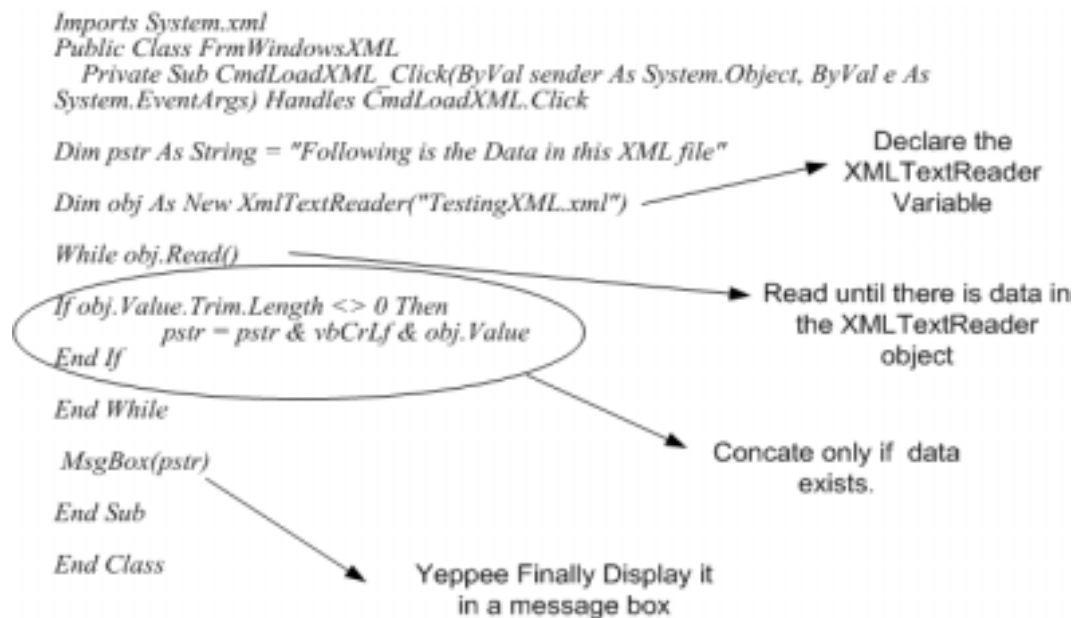 Imports System.xml
Public Class FrmWindowsXML
Private Sub CmdLoadXML_Click(ByVal sender As System.Object, ByVal e As
System.EventArgs) Handles CmdLoadXML.Click
Dim pstr As String = "Following is the Data in this XML file"
Declare the
XMLTextReader
Variable
Dim obj As New XmlTextReader("TestingXML.xml")
While obj.Read()
Read until there is data in
the XMLTextReader
object
If obj.Value.Trim.Length <> 0 Then
pstr = pstr & vbCrLf & obj.Value
End If
End While
Concate only if data
exists.
MsgBox(pstr)
End Sub
End Class
Yeppee Finally Display it
in a message box